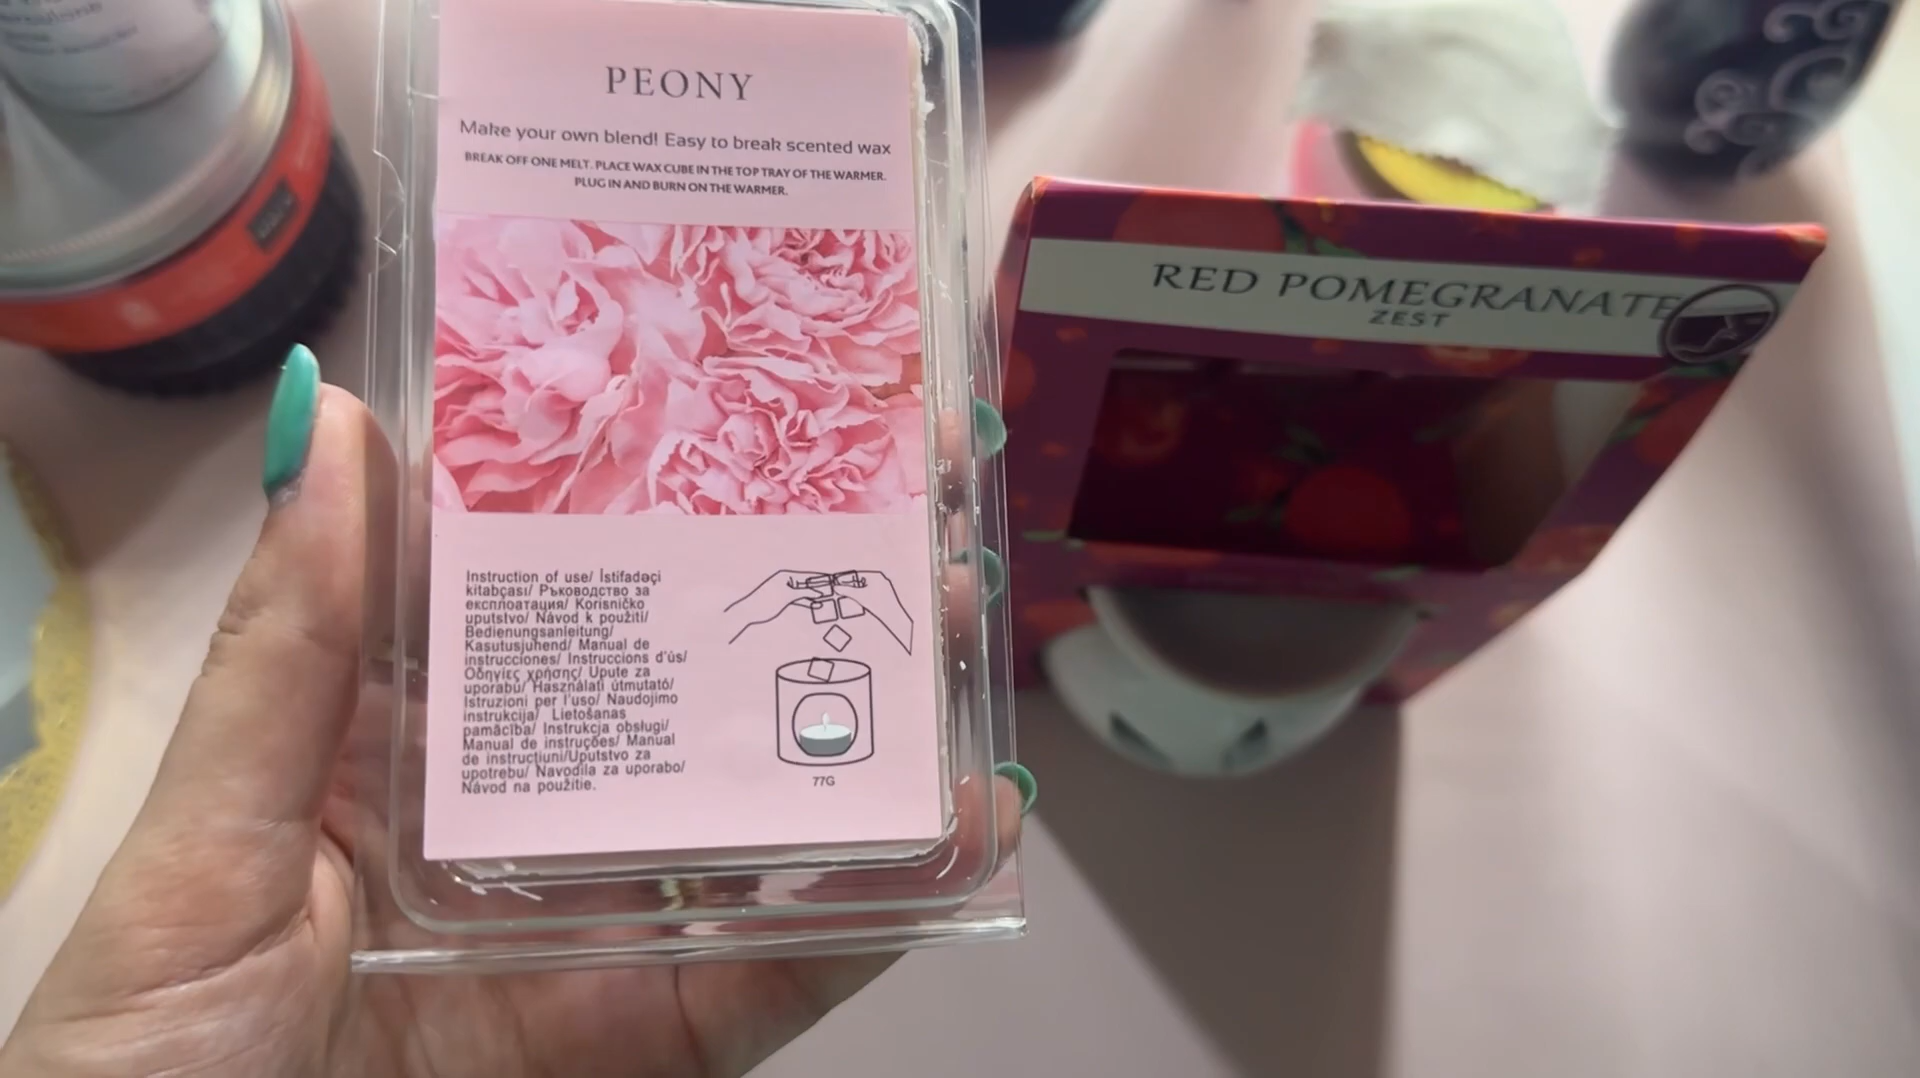 PEONY
Make your own blend! Easy to break scented wax
BREAK OFF ONE MELT. PLACE WAX CUBE IN THE TOP TRAY OF THE WARMER.
PLUG IN AND BURN ON THE WARMER.
Instruction of use/ İstifadəçi
kitabçası/ Ръководство за
експлоатация/ Korisničko
uputstvo/ Návod k použití/
Bedienungsanleitung/
Kasutusjuhend/ Manual de
instrucciones/ Instruccions d'ús/
Οδηγίες χρήσης/ Upute za
uporabu/ Használati útmutató/
Istruzioni per l'uso/ Naudojimo
instrukcija/ Lietošanas
pamācība/ Instrukcja obsługi/
Manual de instruções/ Manual
de instrucțiuni/Uputstvo za
upotrebu/ Navodila za uporabo/
Návod na použitie.
77G
RED POMEGRANATE
ZEST